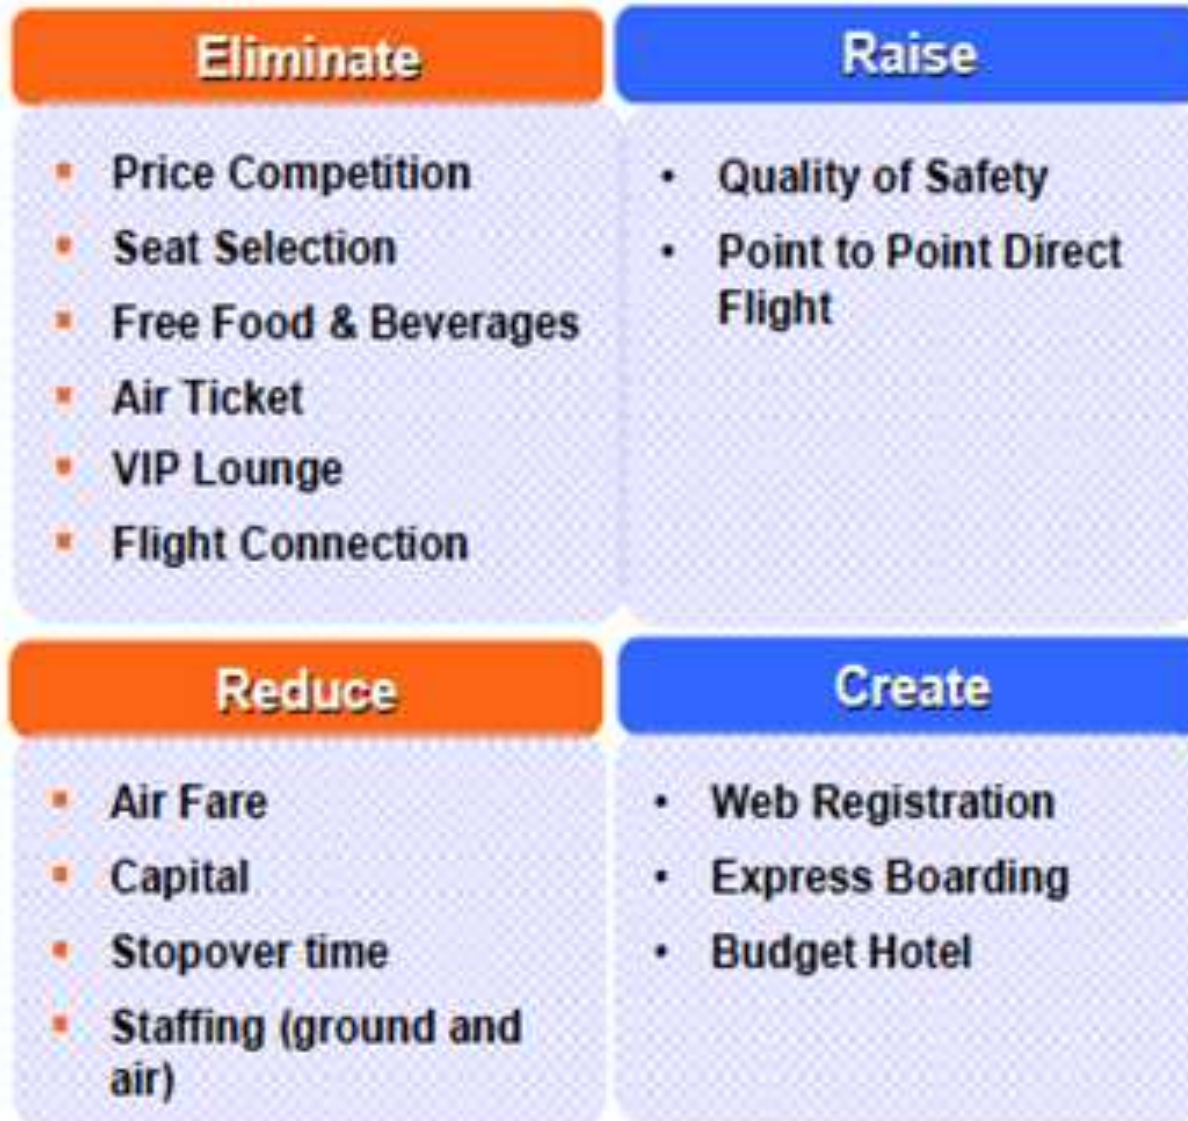 Eliminate
Price Competition
Seat Selection
Free Food & Beverages
Air Ticket
VIP Lounge
Flight Connection
Raise
Quality of Safety
Point to Point Direct
Flight
Reduce
Air Fare
Capital
Stopover time
Staffing (ground and
air)
Create
Web Registration
Express Boarding
Budget Hotel